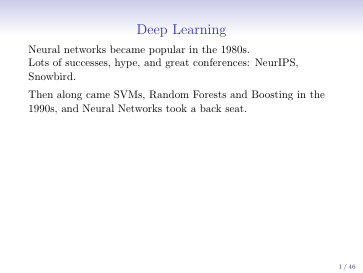 Deep Learning
Neural networks became popular in the 1980s.
Lots of successes, hype, and great conferences: NeurIPS,
Snowbird.
Then along came SVMs, Random Forests and Boosting in the
1990s, and Neural Networks took a back seat.
1 / 46